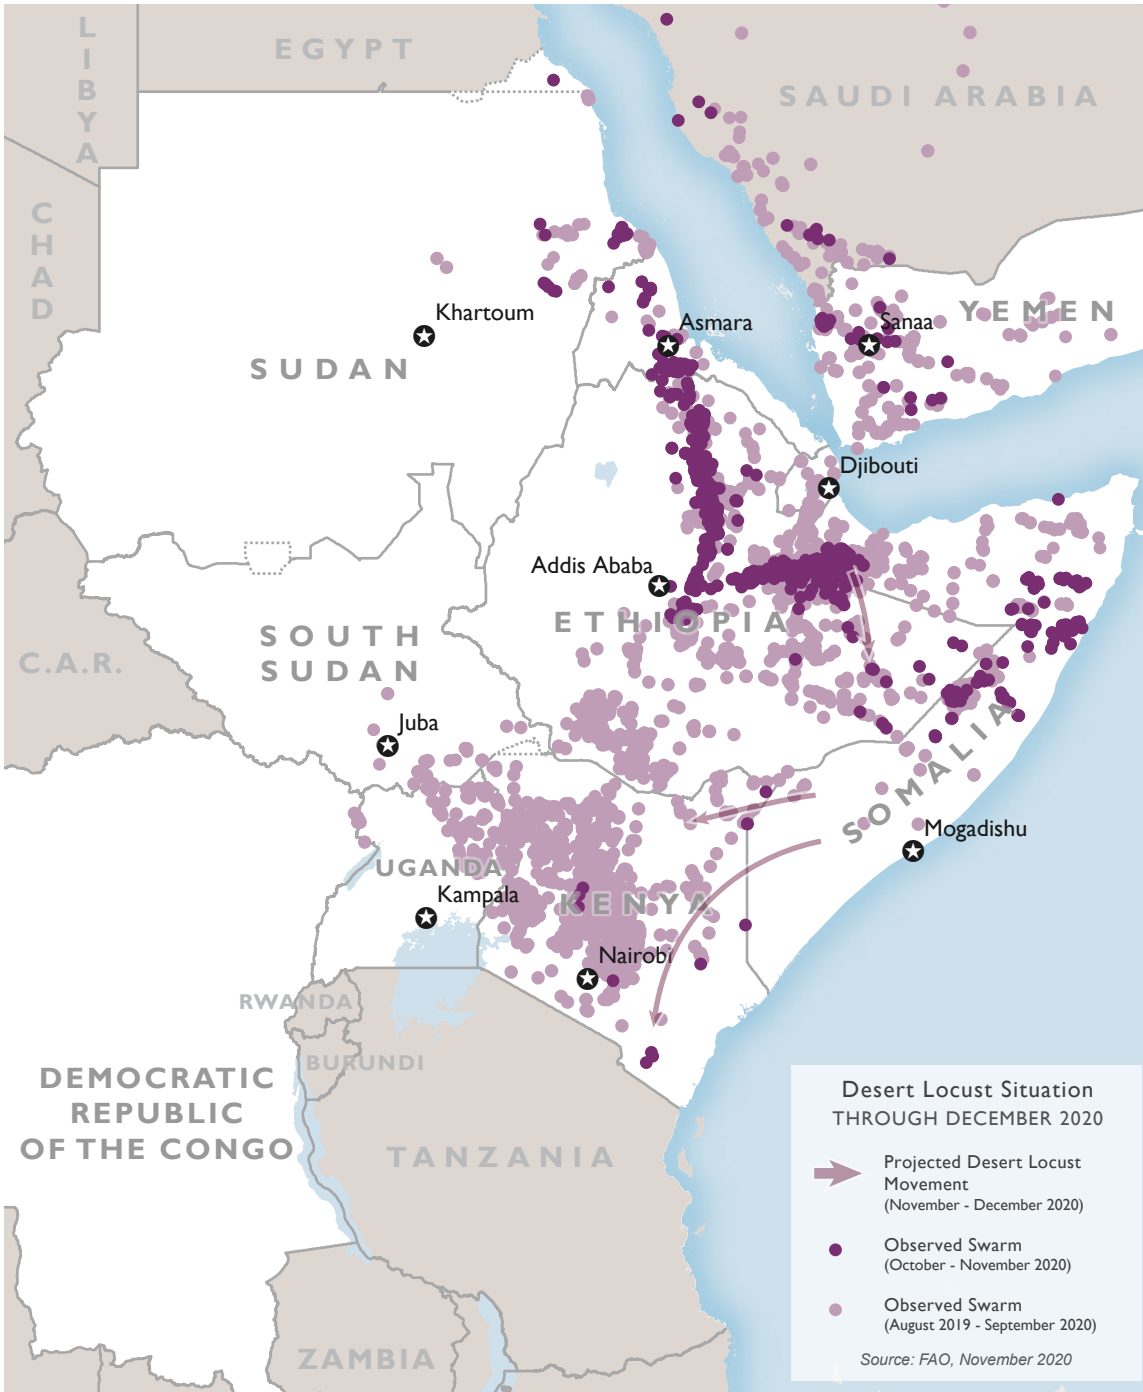 LIBYA
EGYPT
SAUDI ARABIA
CHAD
Khartoum
SUDAN
Asmara
Sanaa
YEMEN
Djibouti
Addis Ababa
ETHIOPIA
SOUTH
SUDAN
C.A.R.
Juba
SOMALIA
Mogadishu
UGANDA
Kampala
KENYA
Nairobi
RWANDA
BURUNDI
DEMOCRATIC
REPUBLIC
OF THE CONGO
TANZANIA
ZAMBIA
Desert Locust Situation
THROUGH DECEMBER 2020
Projected Desert Locust
Movement
(November - December 2020)
Observed Swarm
(October - November 2020)
Observed Swarm
(August 2019 - September 2020)
Source: FAO, November 2020